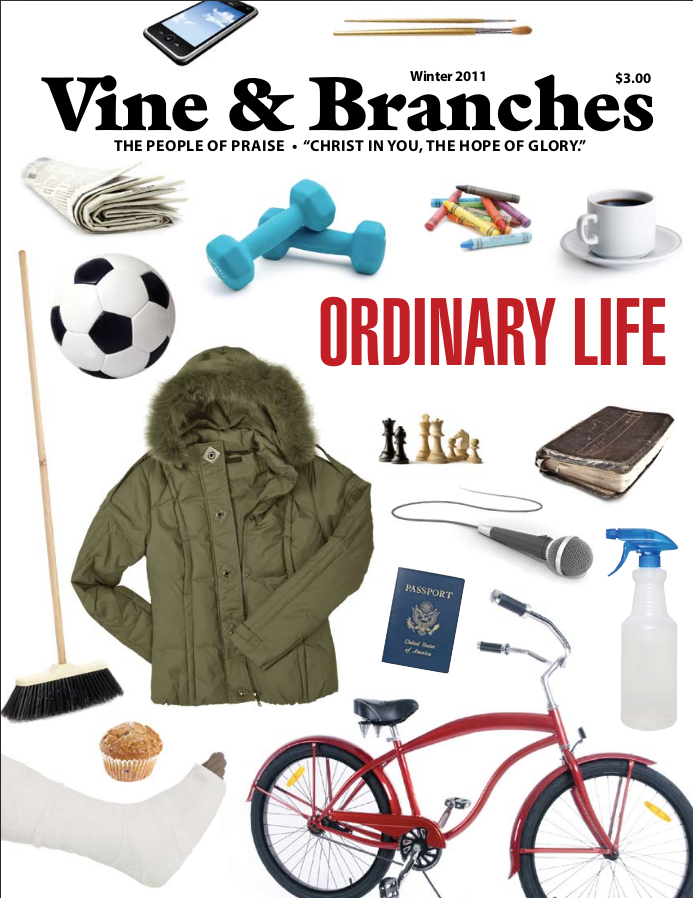 Winter 2011
$3.00
Vine & Branches
THE PEOPLE OF PRAISE • “CHRIST IN YOU, THE HOPE OF GLORY.”
ORDINARY LIFE
PASSPORT
United States
of America